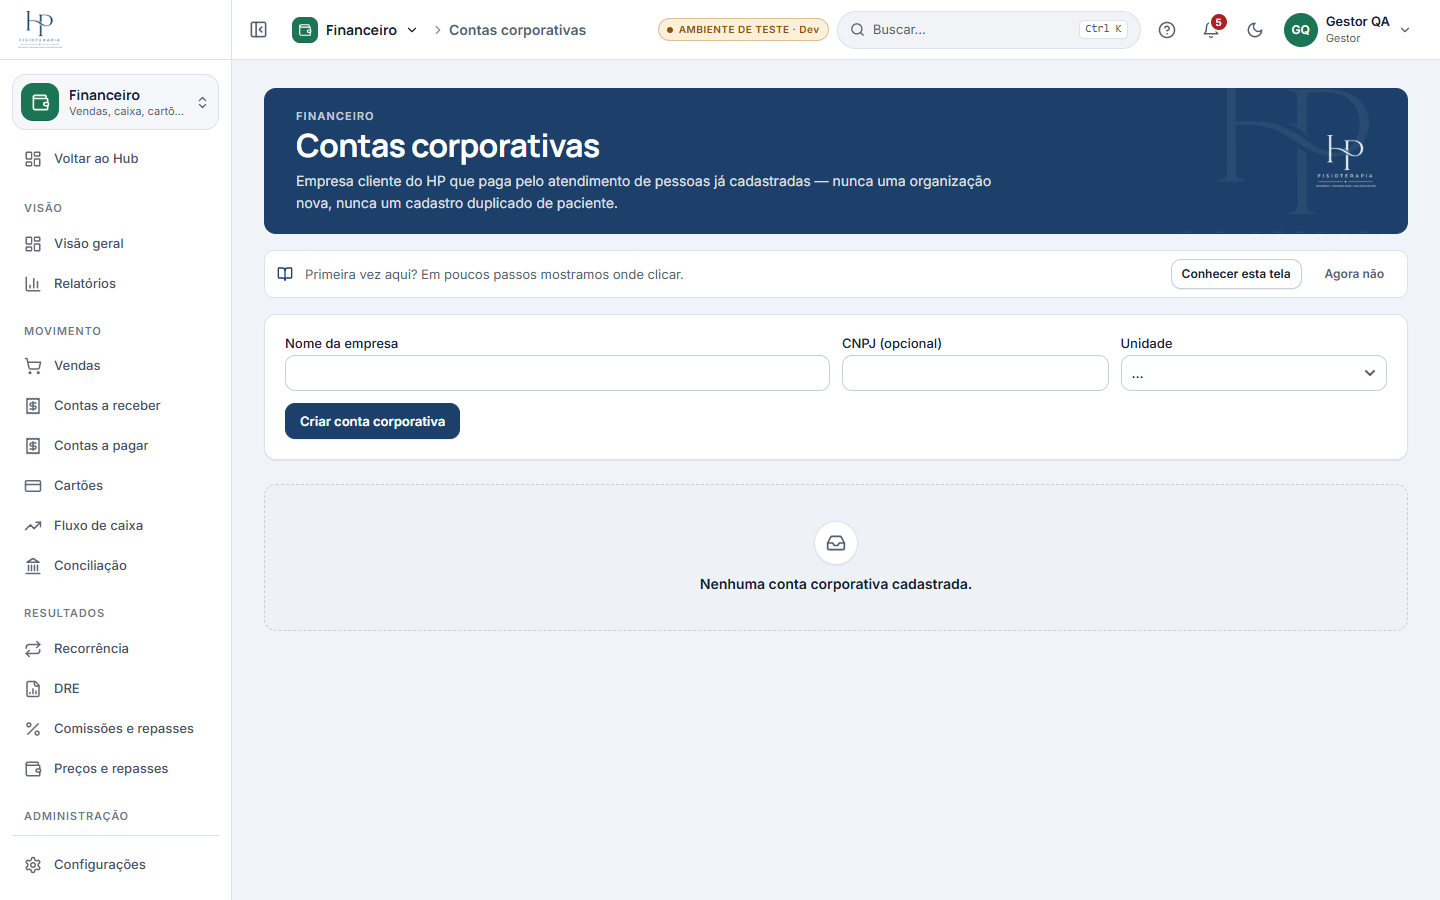 HP
FISIOTERAPIA
Financeiro
Contas corporativas
AMBIENTE DE TESTE · Dev
Buscar...
Ctrl K
5
GQ
Gestor QA
Gestor
Financeiro
Vendas, caixa, cartõ...
Voltar ao Hub
VISÃO
Visão geral
Relatórios
MOVIMENTO
Vendas
Contas a receber
Contas a pagar
Cartões
Fluxo de caixa
Conciliação
RESULTADOS
Recorrência
DRE
Comissões e repasses
Preços e repasses
ADMINISTRAÇÃO
Configurações
FINANCEIRO
Contas corporativas
Empresa cliente do HP que paga pelo atendimento de pessoas já cadastradas — nunca uma organização
nova, nunca um cadastro duplicado de paciente.
HP
FISIOTERAPIA
Primeira vez aqui? Em poucos passos mostramos onde clicar.
Conhecer esta tela
Agora não
Nome da empresa
CNPJ (opcional)
Unidade
...
Criar conta corporativa
Nenhuma conta corporativa cadastrada.